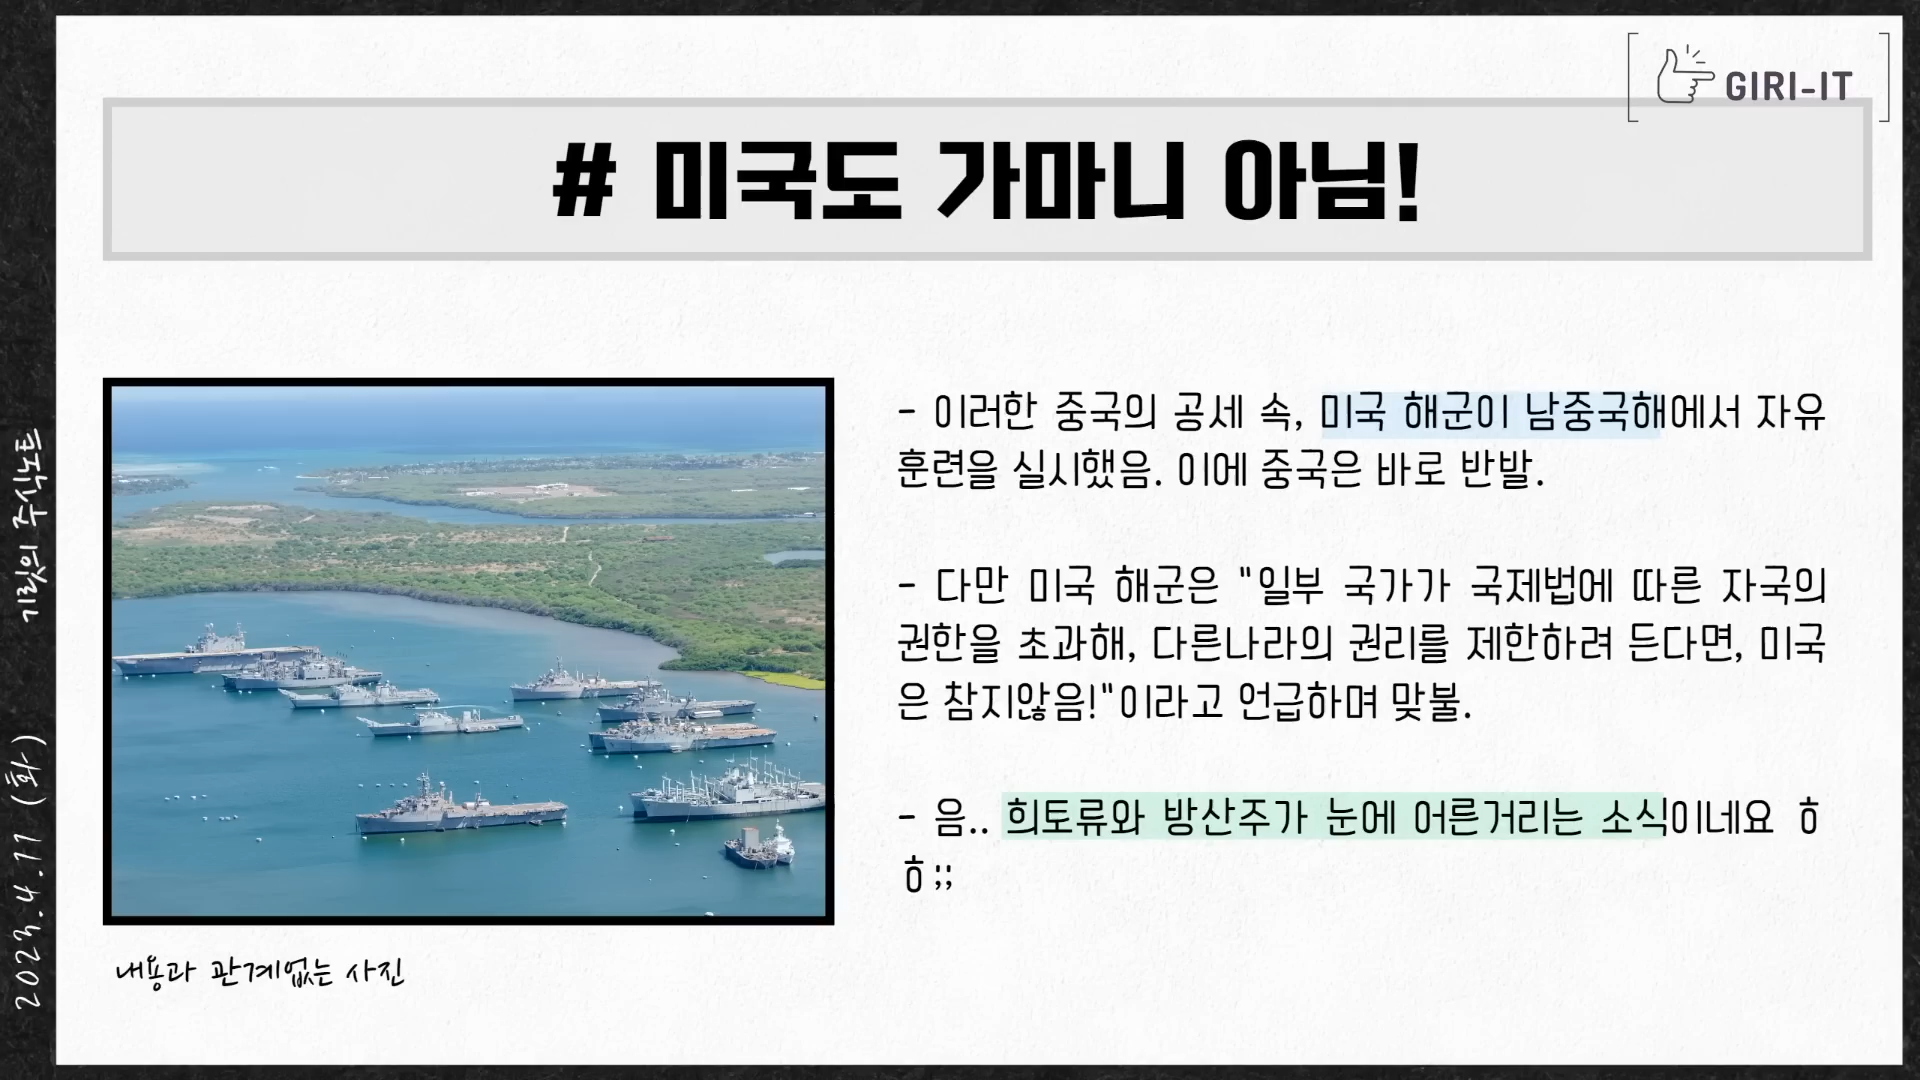 GIRI-IT
# 미국도 가마니 아님!
- 이러한 중국의 공세 속, 미국 해군이 남중국해에서 자유
훈련을 실시했음. 이에 중국은 바로 반발.
- 다만 미국 해군은 "일부 국가가 국제법에 따른 자국의
권한을 초과해, 다른나라의 권리를 제한하려 든다면, 미국
은 참지않음!"이라고 언급하며 맞불.
- 음.. 희토류와 방산주가 눈에 어른거리는 소식이네요 ㅎ
ㅎ;;
내용과 관계없는 사진
2023.4.11 (화)
기릿의 주식노트